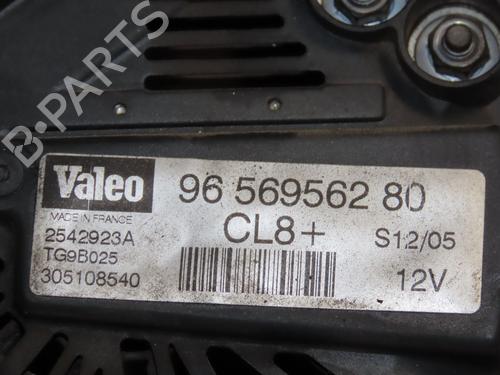 B-PARTS
Valeo
96 569562 80
MADE IN FRANCE
CL8+
2542923A
S12/05
TG9B025
305108540
12V